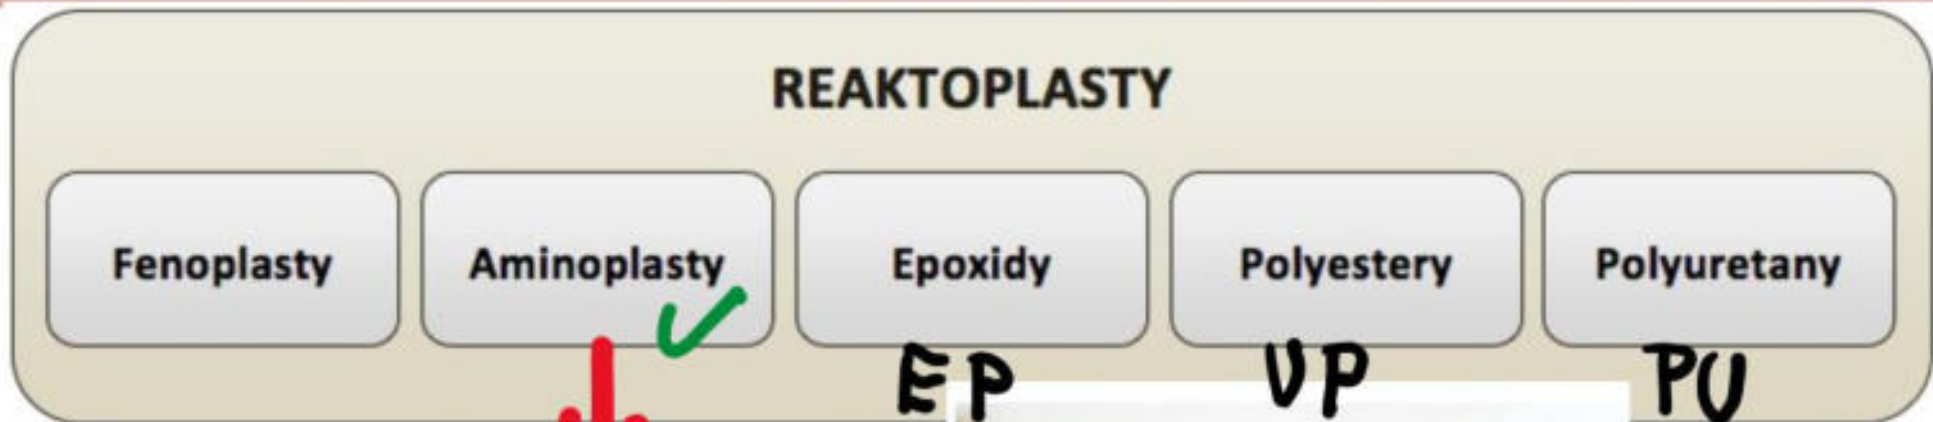 REAKTOPLASTY
Fenoplasty Aminoplasty Epoxidy Polyestery Polyuretany
EP UP PU